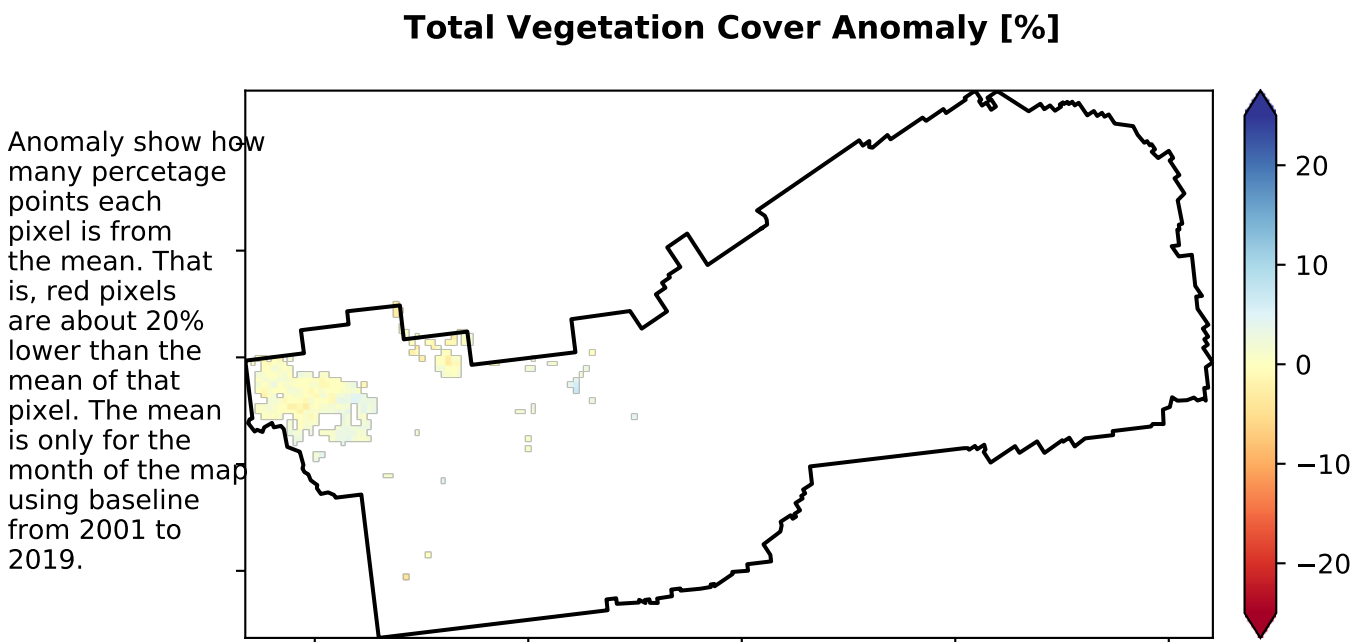 Total Vegetation Cover Anomaly [%]
Anomaly show how
many percetage
points each
pixel is from
the mean. That
is, red pixels
are about 20%
lower than the
mean of that
pixel. The mean
is only for the
month of the map
using baseline
from 2001 to
2019.
20
10
0
−10
−20